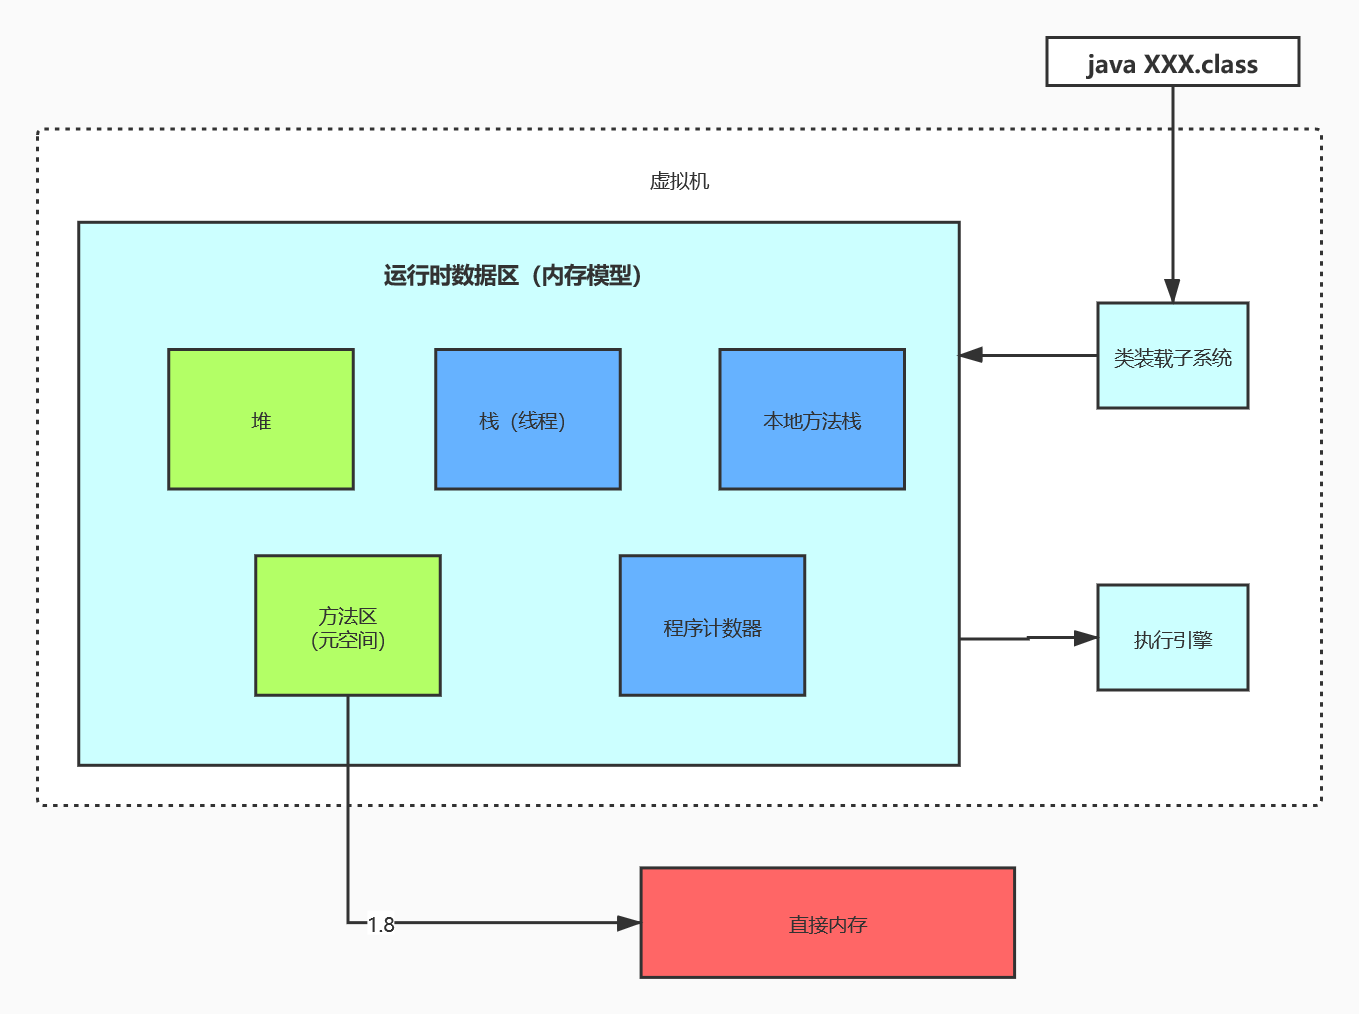 java XXX.class
虚拟机
运行时数据区（内存模型）
类装载子系统
堆
栈（线程）
本地方法栈
方法区
（元空间）
程序计数器
执行引擎
1.8
直接内存